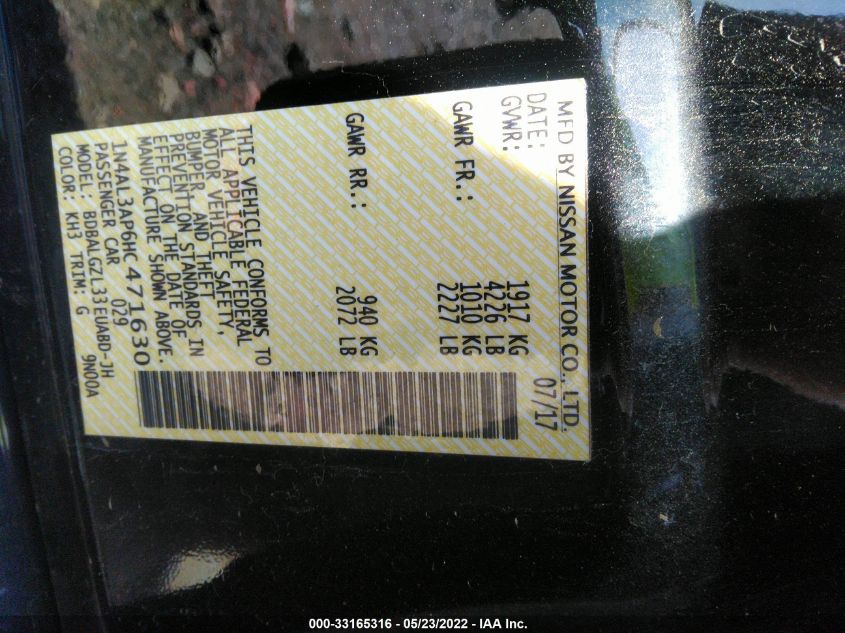 MFD BY NISSAN MOTOR CO., LTD.
DATE: 07/17
GVWR: 1917 KG
4226 LB
GAWR FR.: 1010 KG
2227 LB
GAWR RR.: 940 KG
2072 LB
THIS VEHICLE CONFORMS TO
ALL APPLICABLE FEDERAL
MOTOR VEHICLE SAFETY,
BUMPER, AND THEFT
PREVENTION STANDARDS IN
EFFECT ON THE DATE OF
MANUFACTURE SHOWN ABOVE.
1N4AL3AP6HC471630
PASSENGER CAR 029
MODEL: BDBALGZL33EUABD-JH
COLOR: KH3 TRIM: G 9N00A
000-33165316 - 05/23/2022 - IAA Inc.